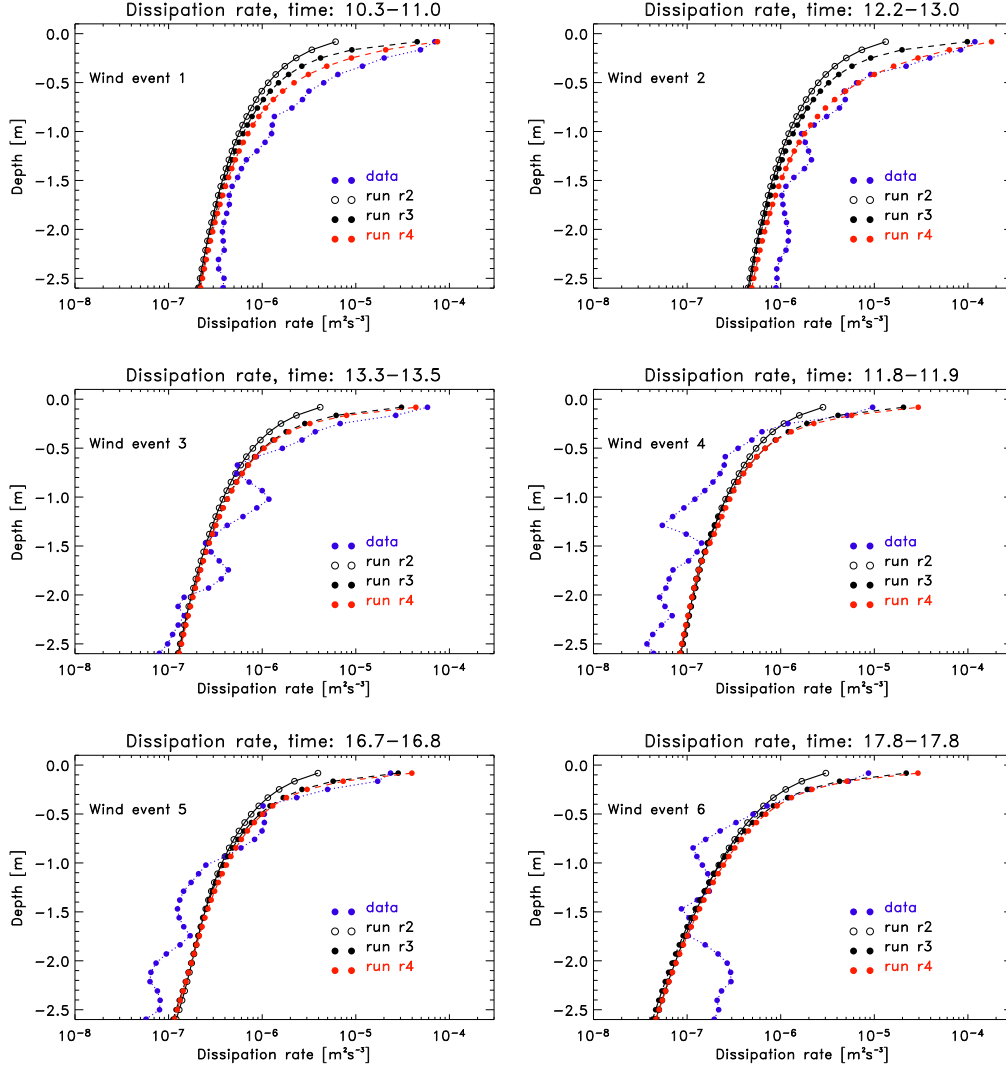 Dissipation rate, time: 10.3−11.0
0.0
−0.5
−1.0
−1.5
−2.0
−2.5
Depth [m]
Wind event 1
data
run r2
run r3
run r4
10⁻⁸ 10⁻⁷ 10⁻⁶ 10⁻⁵ 10⁻⁴
Dissipation rate [m²s⁻³]
Dissipation rate, time: 12.2−13.0
0.0
−0.5
−1.0
−1.5
−2.0
−2.5
Depth [m]
Wind event 2
data
run r2
run r3
run r4
10⁻⁸ 10⁻⁷ 10⁻⁶ 10⁻⁵ 10⁻⁴
Dissipation rate [m²s⁻³]
Dissipation rate, time: 13.3−13.5
0.0
−0.5
−1.0
−1.5
−2.0
−2.5
Depth [m]
Wind event 3
data
run r2
run r3
run r4
10⁻⁸ 10⁻⁷ 10⁻⁶ 10⁻⁵ 10⁻⁴
Dissipation rate [m²s⁻³]
Dissipation rate, time: 11.8−11.9
0.0
−0.5
−1.0
−1.5
−2.0
−2.5
Depth [m]
Wind event 4
data
run r2
run r3
run r4
10⁻⁸ 10⁻⁷ 10⁻⁶ 10⁻⁵ 10⁻⁴
Dissipation rate [m²s⁻³]
Dissipation rate, time: 16.7−16.8
0.0
−0.5
−1.0
−1.5
−2.0
−2.5
Depth [m]
Wind event 5
data
run r2
run r3
run r4
10⁻⁸ 10⁻⁷ 10⁻⁶ 10⁻⁵ 10⁻⁴
Dissipation rate [m²s⁻³]
Dissipation rate, time: 17.8−17.8
0.0
−0.5
−1.0
−1.5
−2.0
−2.5
Depth [m]
Wind event 6
data
run r2
run r3
run r4
10⁻⁸ 10⁻⁷ 10⁻⁶ 10⁻⁵ 10⁻⁴
Dissipation rate [m²s⁻³]